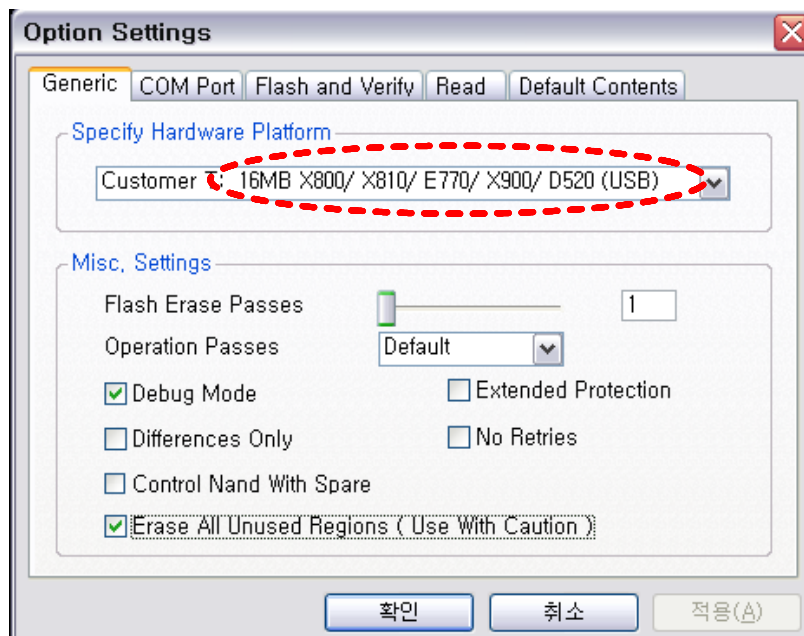 Option Settings
Generic COM Port Flash and Verify Read Default Contents
Specify Hardware Platform
Customer T: 16MB X800/ X810/ E770/ X900/ D520 (USB)
Misc, Settings
Flash Erase Passes 1
Operation Passes Default
Debug Mode Extended Protection
Differences Only No Retries
Control Nand With Spare
Erase All Unused Regions ( Use With Caution )
확인 취소 적용(A)